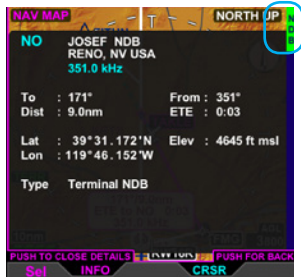 NAV MAP T NORTH UP
NDB
NO JOSEF NDB
RENO, NV USA
351.0 kHz
To : 171° From : 351°
Dist : 9.0nm ETE : 0:03
Lat : 39°31.172'N Elev : 4645 ft msl
Lon : 119°46.152'W
Type Terminal NDB
PUSH TO CLOSE DETAILS PUSH FOR BACK
Sel INFO CRSR